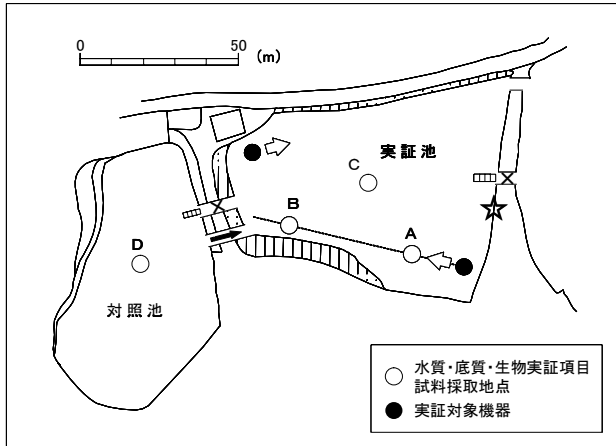 0 50 (m)
実証池
C
B
A
D
対照池
水質・底質・生物実証項目
試料採取地点
実証対象機器